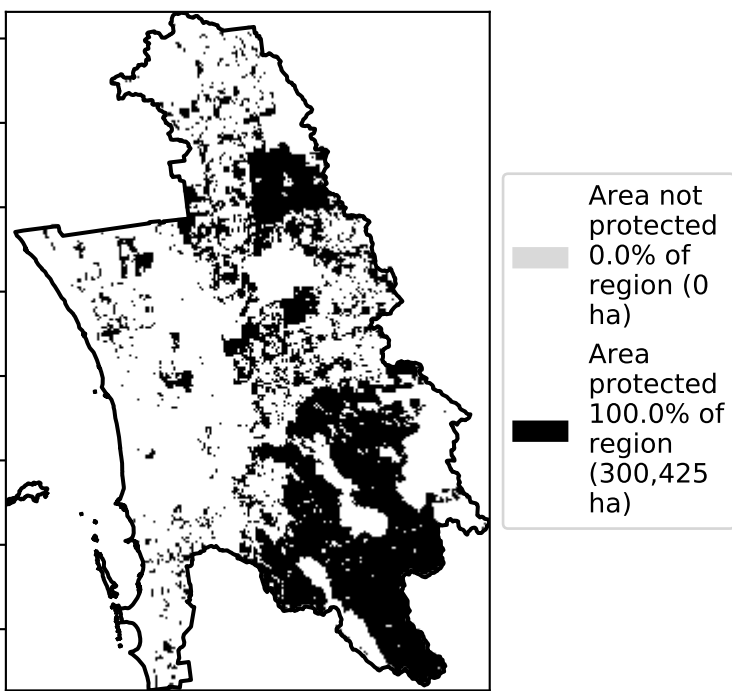 Area not
protected
0.0% of
region (0
ha)
Area
protected
100.0% of
region
(300,425
ha)